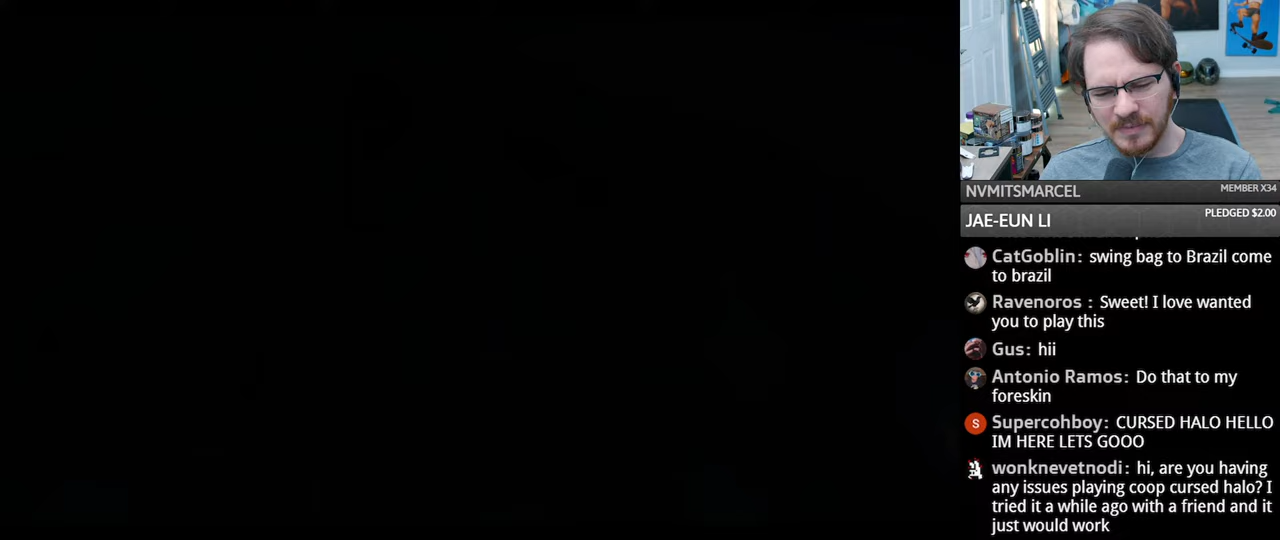 NVMITSMARCEL MEMBER X34
JAE-EUN LI PLEDGED $2.00
CatGoblin: swing bag to Brazil come
to brazil
Ravenoros : Sweet! I love wanted
you to play this
Gus: hii
Antonio Ramos: Do that to my
foreskin
S Supercohboy: CURSED HALO HELLO
IM HERE LETS GOOO
wonknevetnodi: hi, are you having
any issues playing coop cursed halo? I
tried it a while ago with a friend and it
just would work